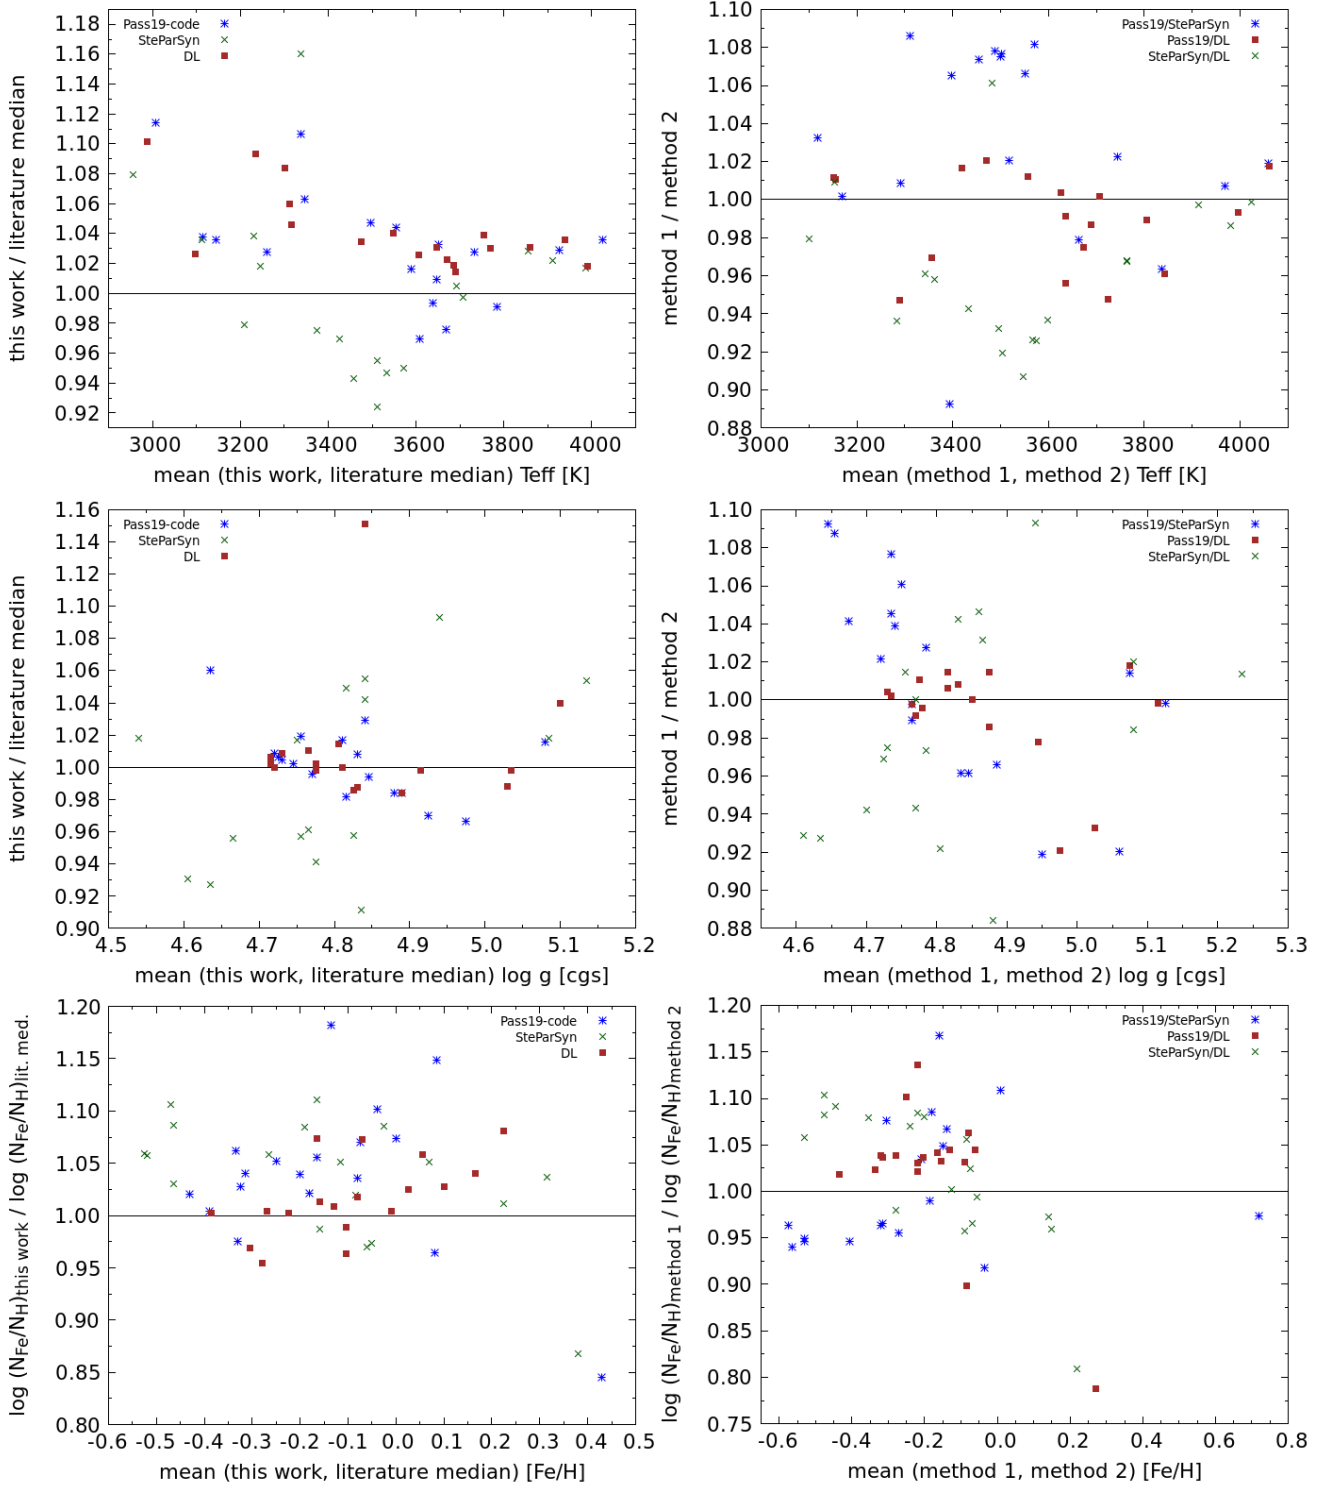 Pass19-code
SteParSyn
DL
1.18
1.16
1.14
1.12
1.10
1.08
1.06
1.04
1.02
1.00
0.98
0.96
0.94
0.92
3000 3200 3400 3600 3800 4000
this work / literature median
mean (this work, literature median) Teff [K]
Pass19/SteParSyn
Pass19/DL
SteParSyn/DL
1.10
1.08
1.06
1.04
1.02
1.00
0.98
0.96
0.94
0.92
0.90
0.88
3000 3200 3400 3600 3800 4000
method 1 / method 2
mean (method 1, method 2) Teff [K]
Pass19-code
SteParSyn
DL
1.16
1.14
1.12
1.10
1.08
1.06
1.04
1.02
1.00
0.98
0.96
0.94
0.92
0.90
4.5 4.6 4.7 4.8 4.9 5.0 5.1 5.2
this work / literature median
mean (this work, literature median) log g [cgs]
Pass19/SteParSyn
Pass19/DL
SteParSyn/DL
1.10
1.08
1.06
1.04
1.02
1.00
0.98
0.96
0.94
0.92
0.90
0.88
4.6 4.7 4.8 4.9 5.0 5.1 5.2 5.3
method 1 / method 2
mean (method 1, method 2) log g [cgs]
Pass19-code
SteParSyn
DL
1.20
1.15
1.10
1.05
1.00
0.95
0.90
0.85
0.80
-0.6 -0.5 -0.4 -0.3 -0.2 -0.1 0.0 0.1 0.2 0.3 0.4 0.5
log (NFe/NH)this work / log (NFe/NH)lit. med.
mean (this work, literature median) [Fe/H]
Pass19/SteParSyn
Pass19/DL
SteParSyn/DL
1.20
1.15
1.10
1.05
1.00
0.95
0.90
0.85
0.80
0.75
-0.6 -0.4 -0.2 0.0 0.2 0.4 0.6 0.8
log (NFe/NH)method 1 / log (NFe/NH)method 2
mean (method 1, method 2) [Fe/H]